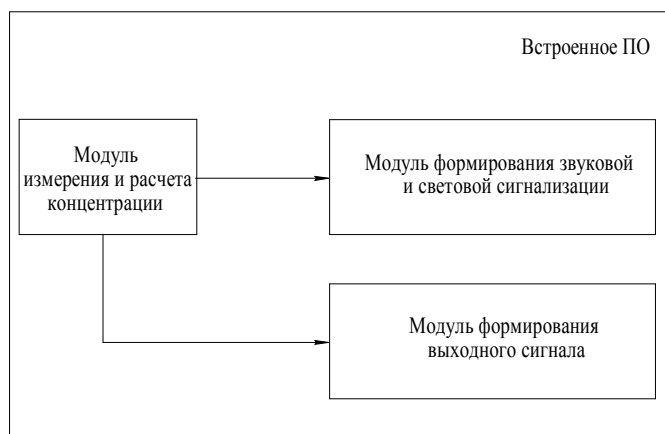 Встроенное ПО
Модуль
измерения и расчета
концентрации
Модуль формирования звуковой
и световой сигнализации
Модуль формирования
выходного сигнала